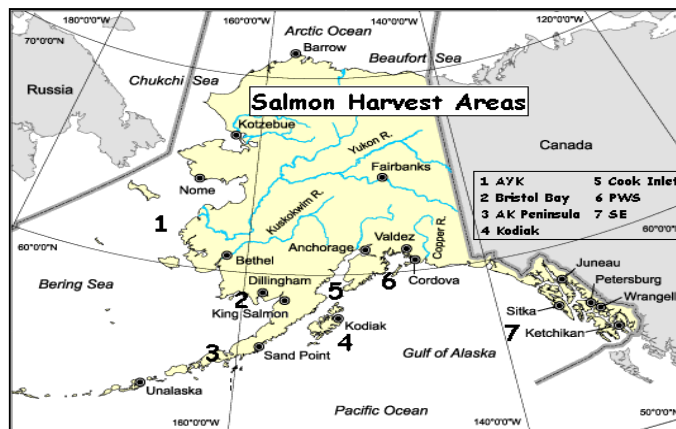 180°0'0"W
160°0'0"W
Arctic Ocean
140°0'0"W
120°0'0"W
70°0'0"N
Barrow
Beaufort Sea
Chukchi Sea
Russia
Salmon Harvest Areas
Kotzebue
Canada
Yukon R.
Fairbanks
Nome
Kuskokwim R.
1 AYK
2 Bristol Bay
3 AK Peninsula
4 Kodiak
5 Cook Inlet
6 PWS
7 SE
1
Copper R.
60°0'0"N
Anchorage
Valdez
60°0'0"N
Bethel
Cordova
Juneau
Bering Sea
Dillingham
5
6
Petersburg
2
King Salmon
Wrangell
Sitka
Kodiak
7
Ketchikan
4
3
Sand Point
Gulf of Alaska
Unalaska
Pacific Ocean
160°0'0"W
140°0'0"W
50°0'0"N